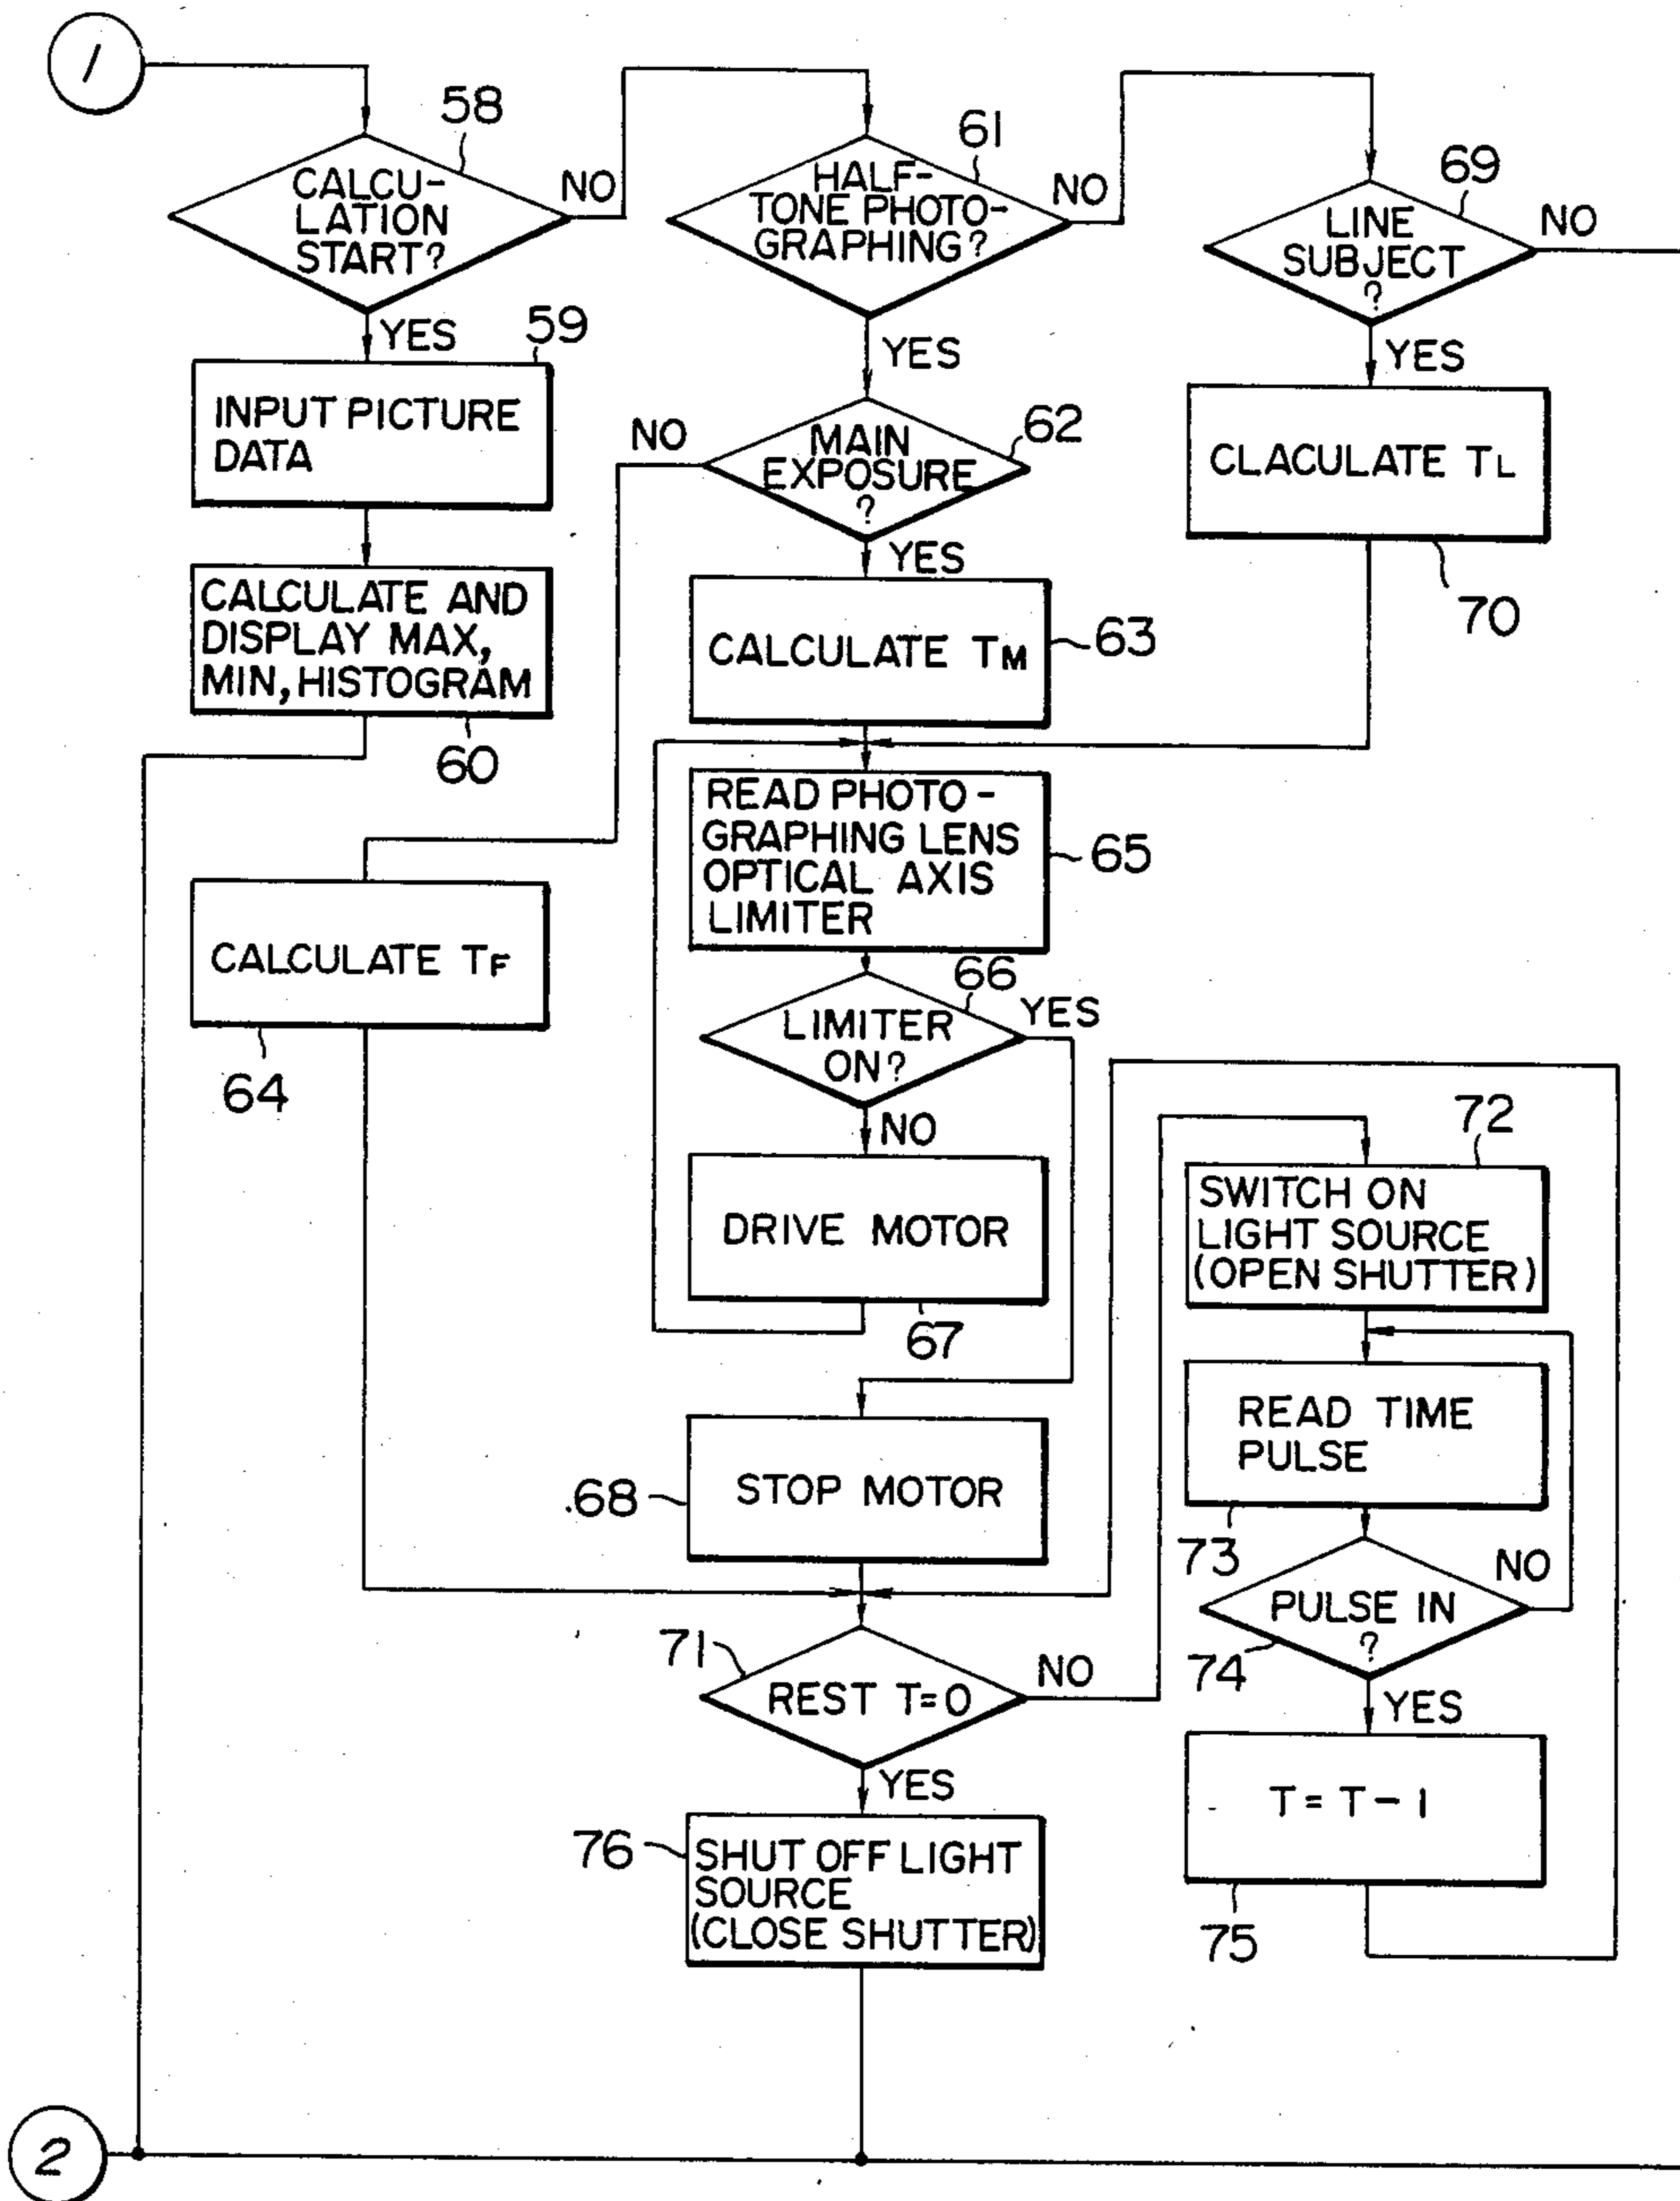 1
58
CALCU-
LATION
START?
NO
YES
59
INPUT PICTURE
DATA
CALCULATE AND
DISPLAY MAX,
MIN, HISTOGRAM
60
61
HALF-
TONE PHOTO-
GRAPHING?
NO
YES
62
NO
MAIN
EXPOSURE
?
YES
CALCULATE TM
63
69
LINE
SUBJECT
?
NO
YES
CLACULATE TL
70
CALCULATE TF
64
READ PHOTO-
GRAPHING LENS
OPTICAL AXIS
LIMITER
65
66
LIMITER
ON?
YES
NO
DRIVE MOTOR
67
STOP MOTOR
68
71
REST T=0
NO
YES
76
SHUT OFF LIGHT
SOURCE
(CLOSE SHUTTER)
72
SWITCH ON
LIGHT SOURCE
(OPEN SHUTTER)
READ TIME
PULSE
73
PULSE IN
?
74
NO
YES
T = T - 1
75
2